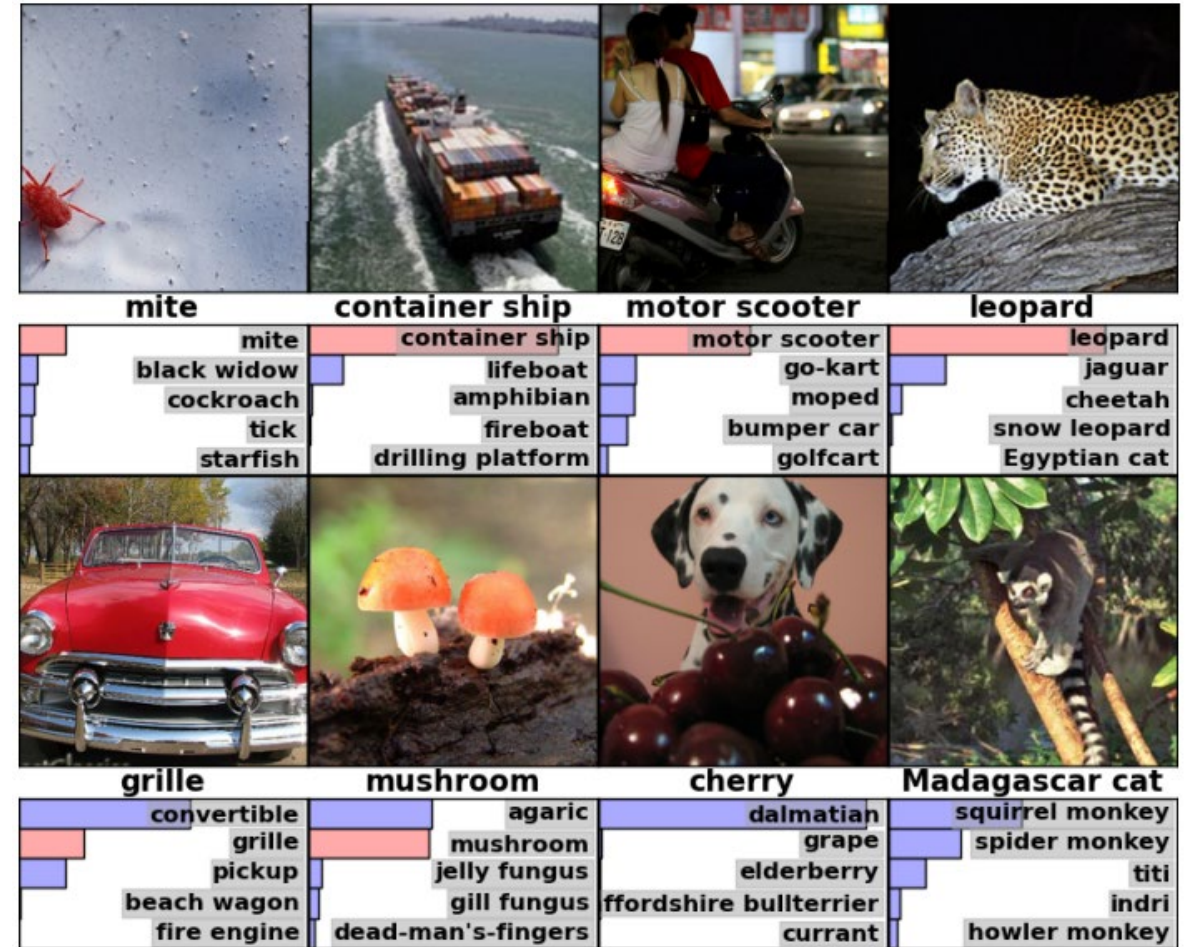 T·128
mite container ship motor scooter leopard
mite
black widow
cockroach
tick
starfish
container ship
lifeboat
amphibian
fireboat
drilling platform
motor scooter
go-kart
moped
bumper car
golfcart
leopard
jaguar
cheetah
snow leopard
Egyptian cat
grille mushroom cherry Madagascar cat
convertible
grille
pickup
beach wagon
fire engine
agaric
mushroom
jelly fungus
gill fungus
dead-man's-fingers
dalmatian
grape
elderberry
ffordshire bullterrier
currant
squirrel monkey
spider monkey
titi
indri
howler monkey